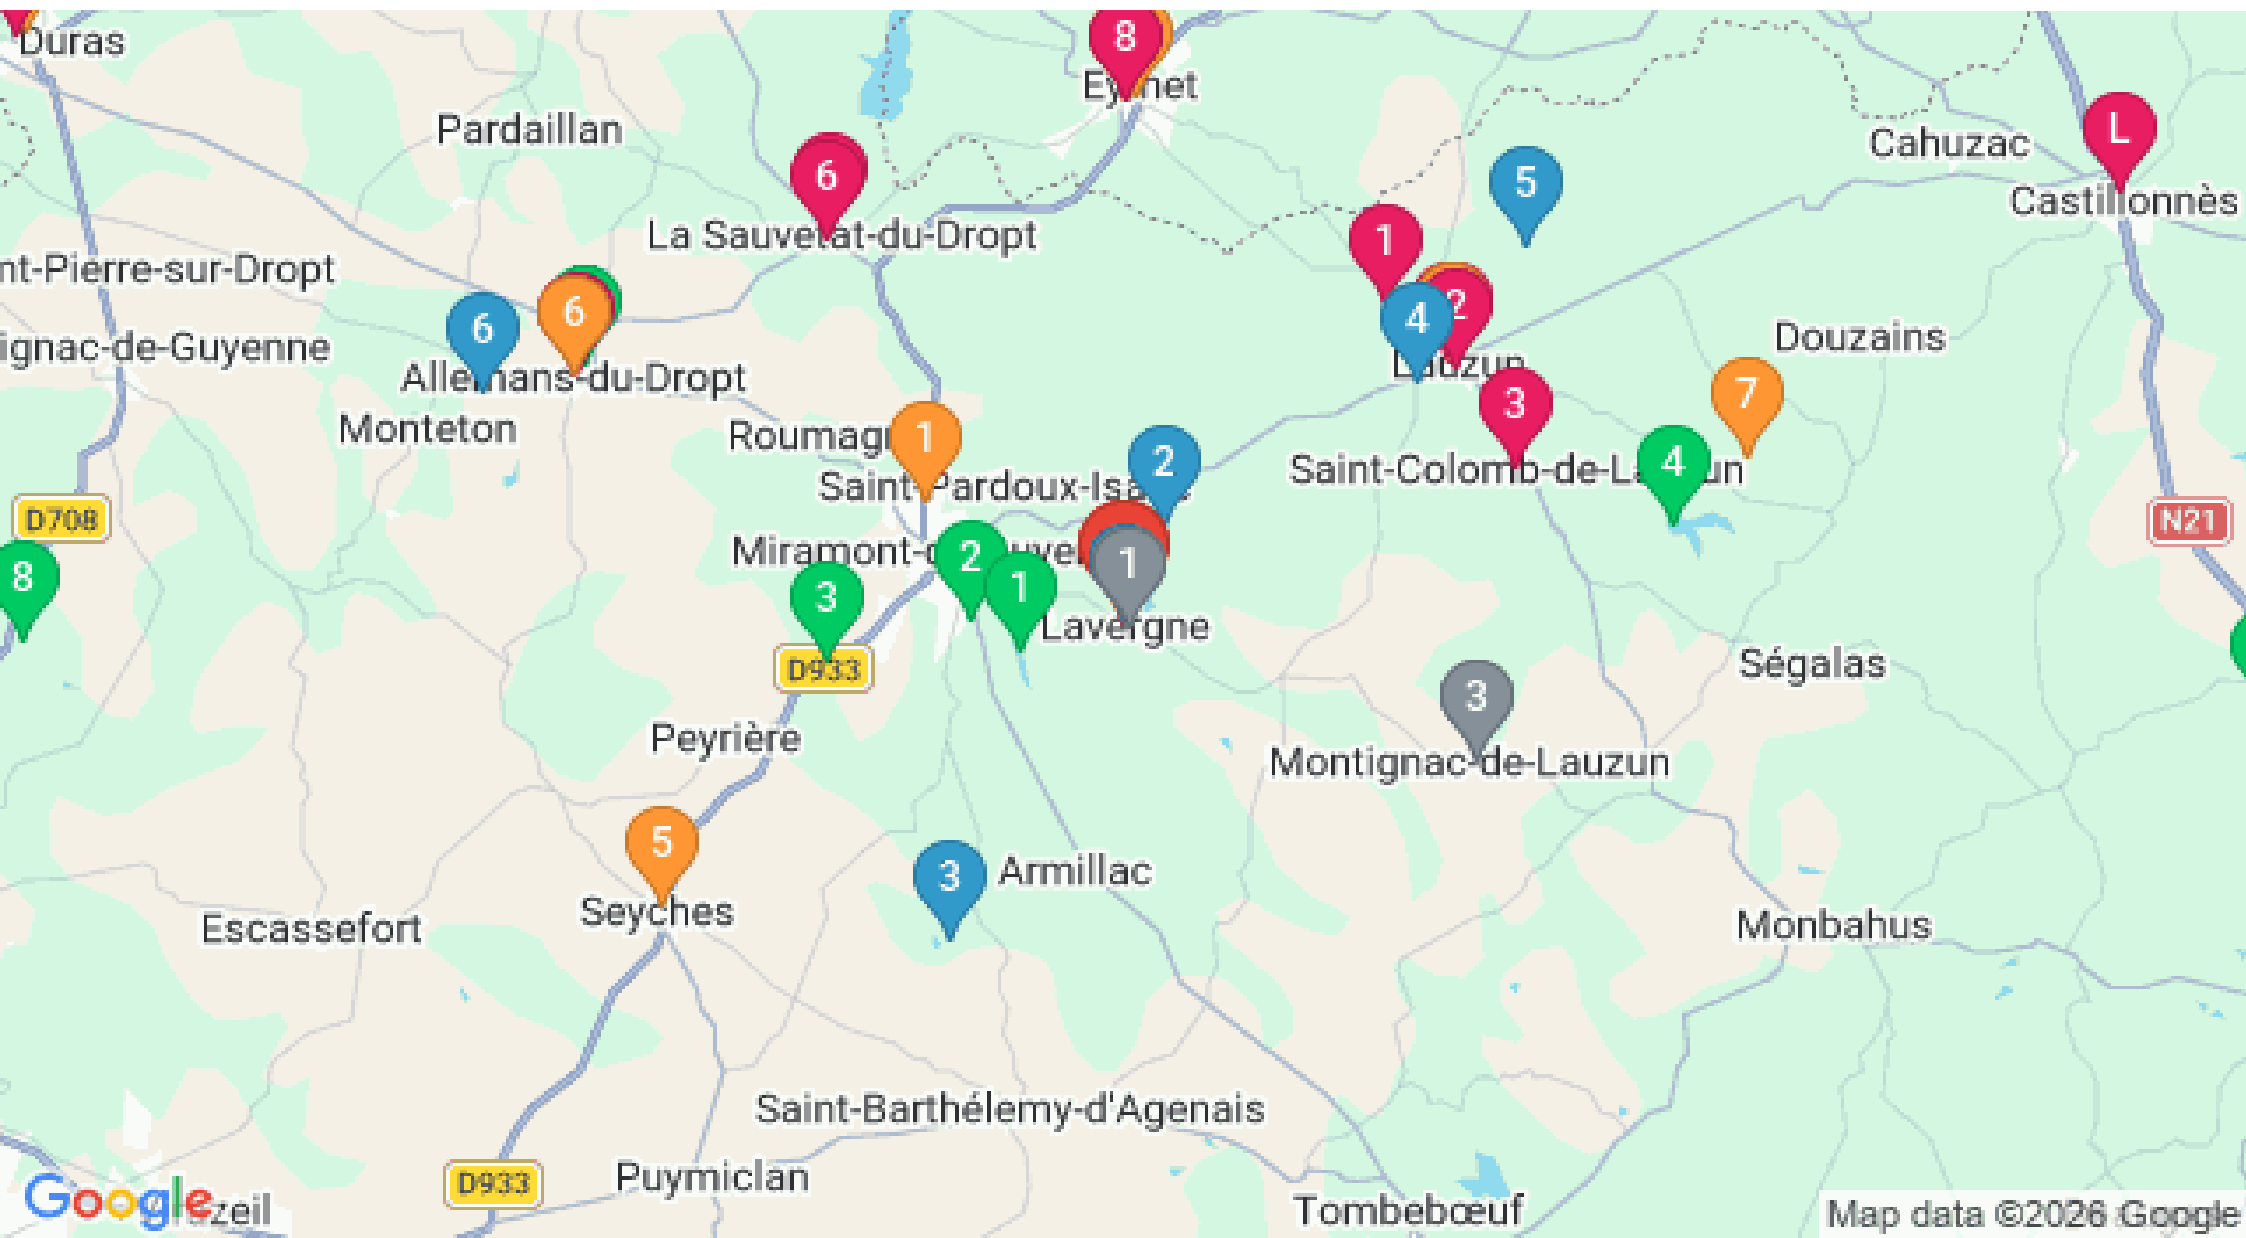 Duras
8
Eymet
Pardaillan
L
Cahuzac
6
5
Castillonnès
La Sauvetat-du-Dropt
1
nt-Pierre-sur-Dropt
6
2
4
6
Douzains
ignac-de-Guyenne
Lauzun
Allemans-du-Dropt
7
3
Monteton
Roumag
1
2
4
Saint-Colomb-de-La
un
Saint-Pardoux-Isa
D708
N21
Miramont-
2
1
8
3
1
Lavergne
D933
Ségalas
3
Peyrière
Montignac-de-Lauzun
5
3
Armillac
Seyches
Escassefort
Monbahus
Saint-Barthélemy-d'Agenais
Puymiclan
D933
Google
zeil
Tombebœuf
Map data ©2026 Google